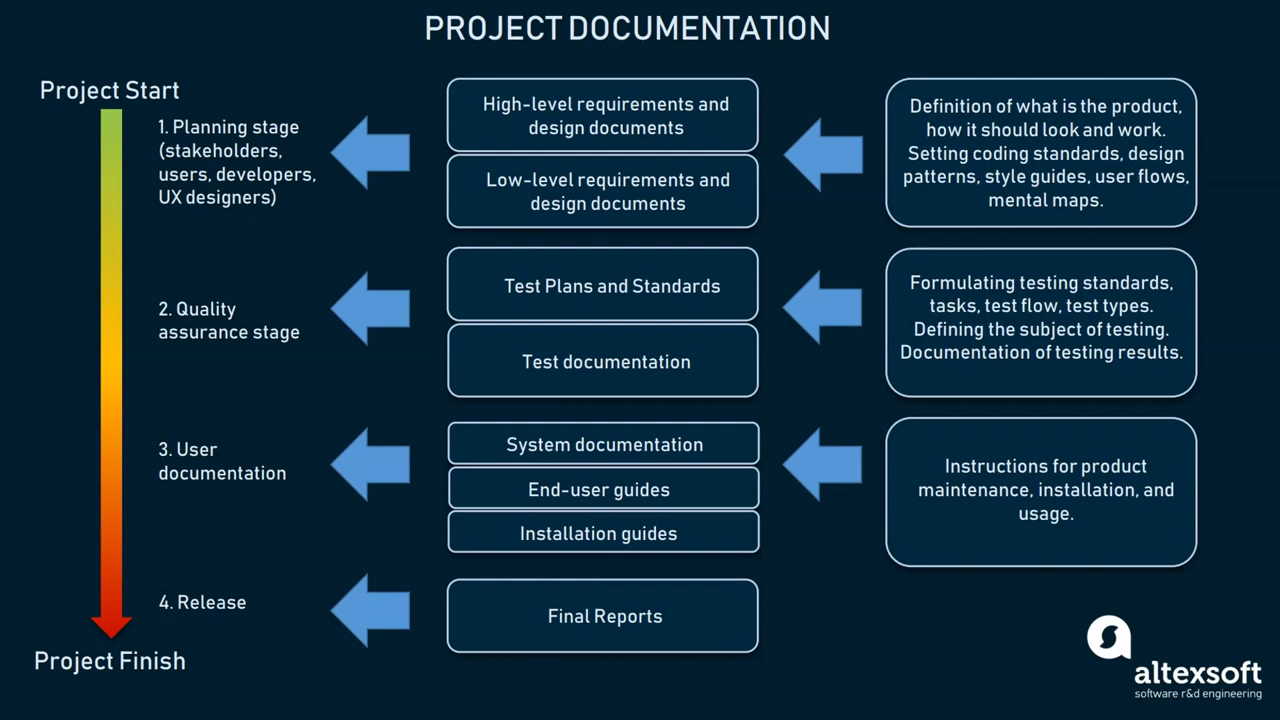 PROJECT DOCUMENTATION
Project Start
1. Planning stage
(stakeholders,
users, developers,
UX designers)
High-level requirements and
design documents
Low-level requirements and
design documents
Definition of what is the product,
how it should look and work.
Setting coding standards, design
patterns, style guides, user flows,
mental maps.
2. Quality
assurance stage
Test Plans and Standards
Test documentation
Formulating testing standards,
tasks, test flow, test types.
Defining the subject of testing.
Documentation of testing results.
3. User
documentation
System documentation
End-user guides
Installation guides
Instructions for product
maintenance, installation, and
usage.
4. Release
Final Reports
Project Finish
altexsoft
software r&d engineering